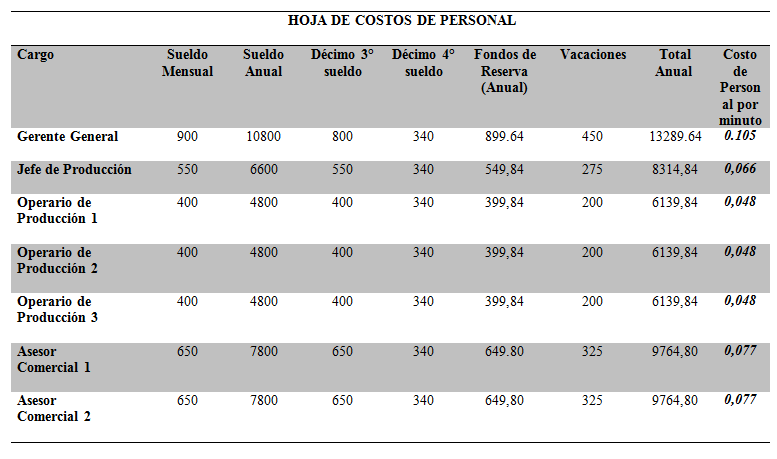 HOJA DE COSTOS DE PERSONAL
Cargo Sueldo Mensual Sueldo Anual Décimo 3° sueldo Décimo 4° sueldo Fondos de Reserva (Anual) Vacaciones Total Anual Costo de Person al por minuto
Gerente General 900 10800 800 340 899.64 450 13289.64 0.105
Jefe de Producción 550 6600 550 340 549,84 275 8314,84 0,066
Operario de Producción 1 400 4800 400 340 399,84 200 6139,84 0,048
Operario de Producción 2 400 4800 400 340 399,84 200 6139,84 0,048
Operario de Producción 3 400 4800 400 340 399,84 200 6139,84 0,048
Asesor Comercial 1 650 7800 650 340 649.80 325 9764,80 0,077
Asesor Comercial 2 650 7800 650 340 649,80 325 9764,80 0,077